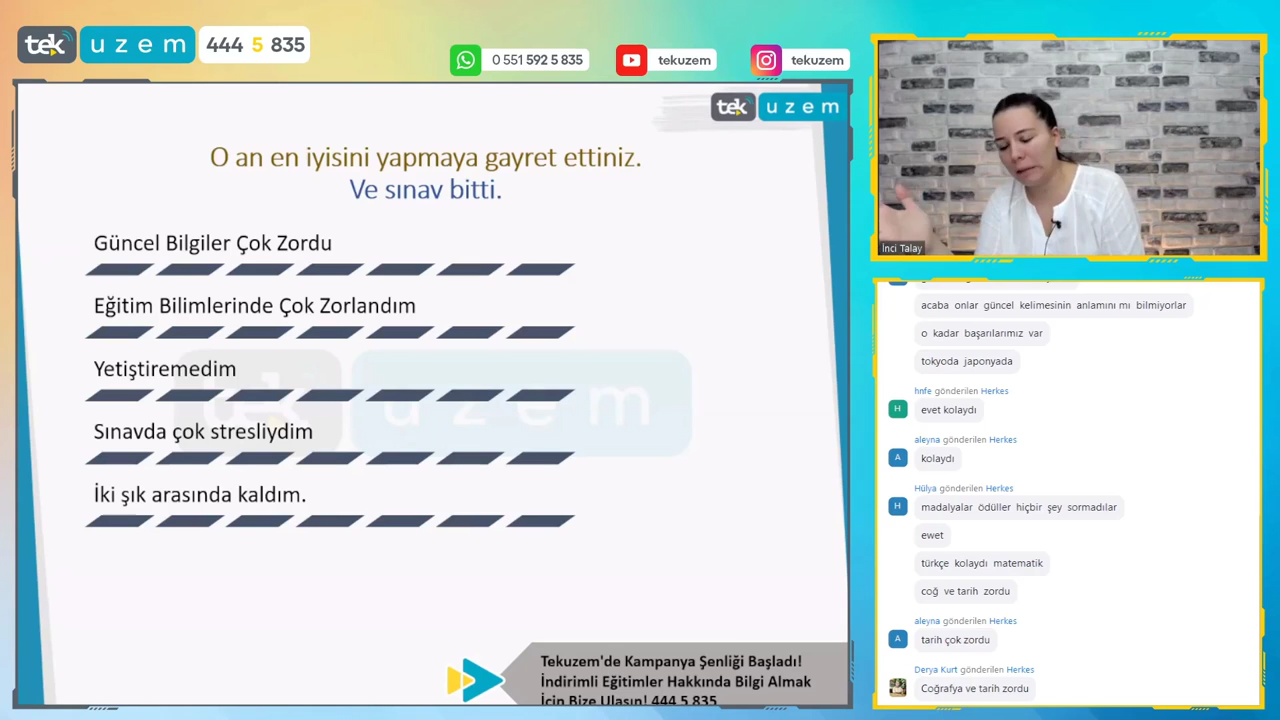 tek uzem 444 5 835
0 551 592 5 835
tekuzem
tekuzem
tek uzem
O an en iyisini yapmaya gayret ettiniz.
Ve sınav bitti.
Güncel Bilgiler Çok Zordu
Eğitim Bilimlerinde Çok Zorlandım
Yetiştiremedim
Sınavda çok stresliydim
İki şık arasında kaldım.
tek uzem
Tekuzem'de Kampanya Şenliği Başladı!
İndirimli Eğitimler Hakkında Bilgi Almak
İçin Bize Ulaşın! 444 5 835
İnci Talay
acaba onlar güncel kelimesinin anlamını mı bilmiyorlar
o kadar başarılarımız var
tokyoda japonyada
hnfe gönderilen Herkes
H evet kolaydı
aleyna gönderilen Herkes
A kolaydı
Hülya gönderilen Herkes
H madalyalar ödüller hiçbir şey sormadılar
ewet
türkçe kolaydı matematik
coğ ve tarih zordu
aleyna gönderilen Herkes
A tarih çok zordu
Derya Kurt gönderilen Herkes
Coğrafya ve tarih zordu